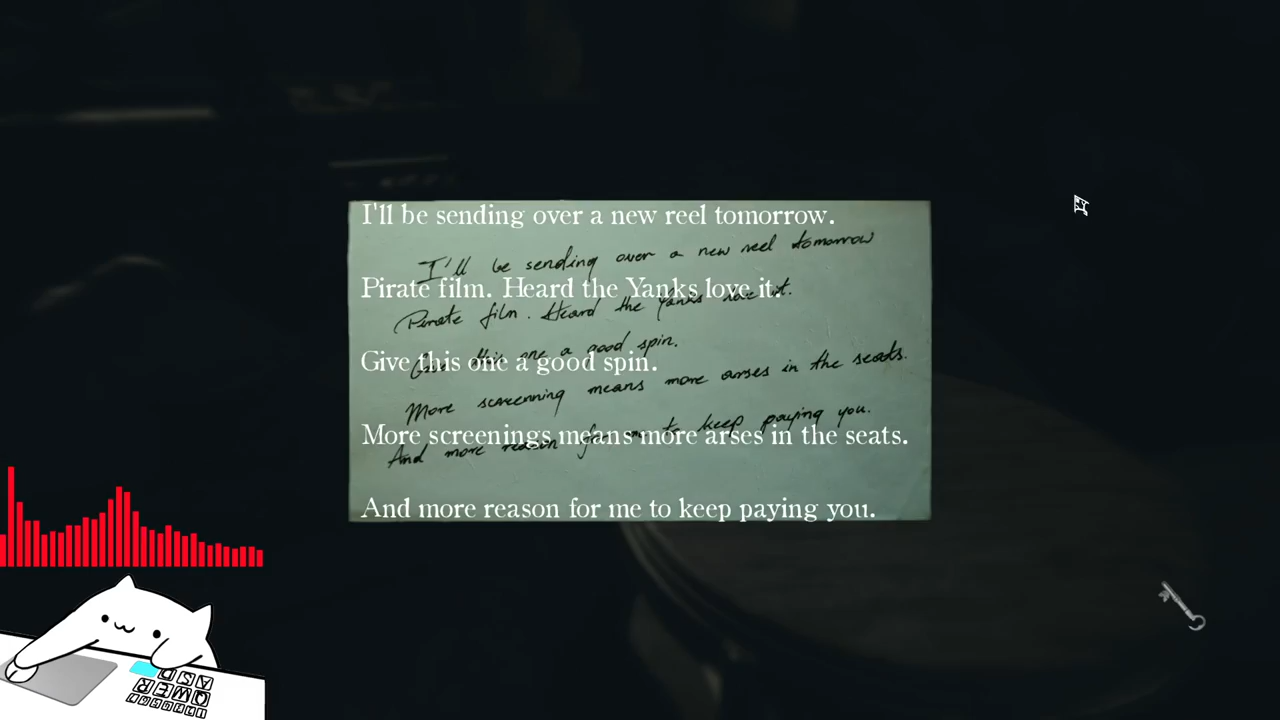 I'll be sending over a new reel tomorrow.
I'll be sending over a new reel tomorrow
Pirate film. Heard the Yanks love it.
Pirate film. Heard the Yanks love it.
Give this one a good spin.
Give this one a good spin.
More screenning means more arses in the seats.
More screenings means more arses in the seats.
And more reason for me to keep paying you.
And more reason for me to keep paying you.